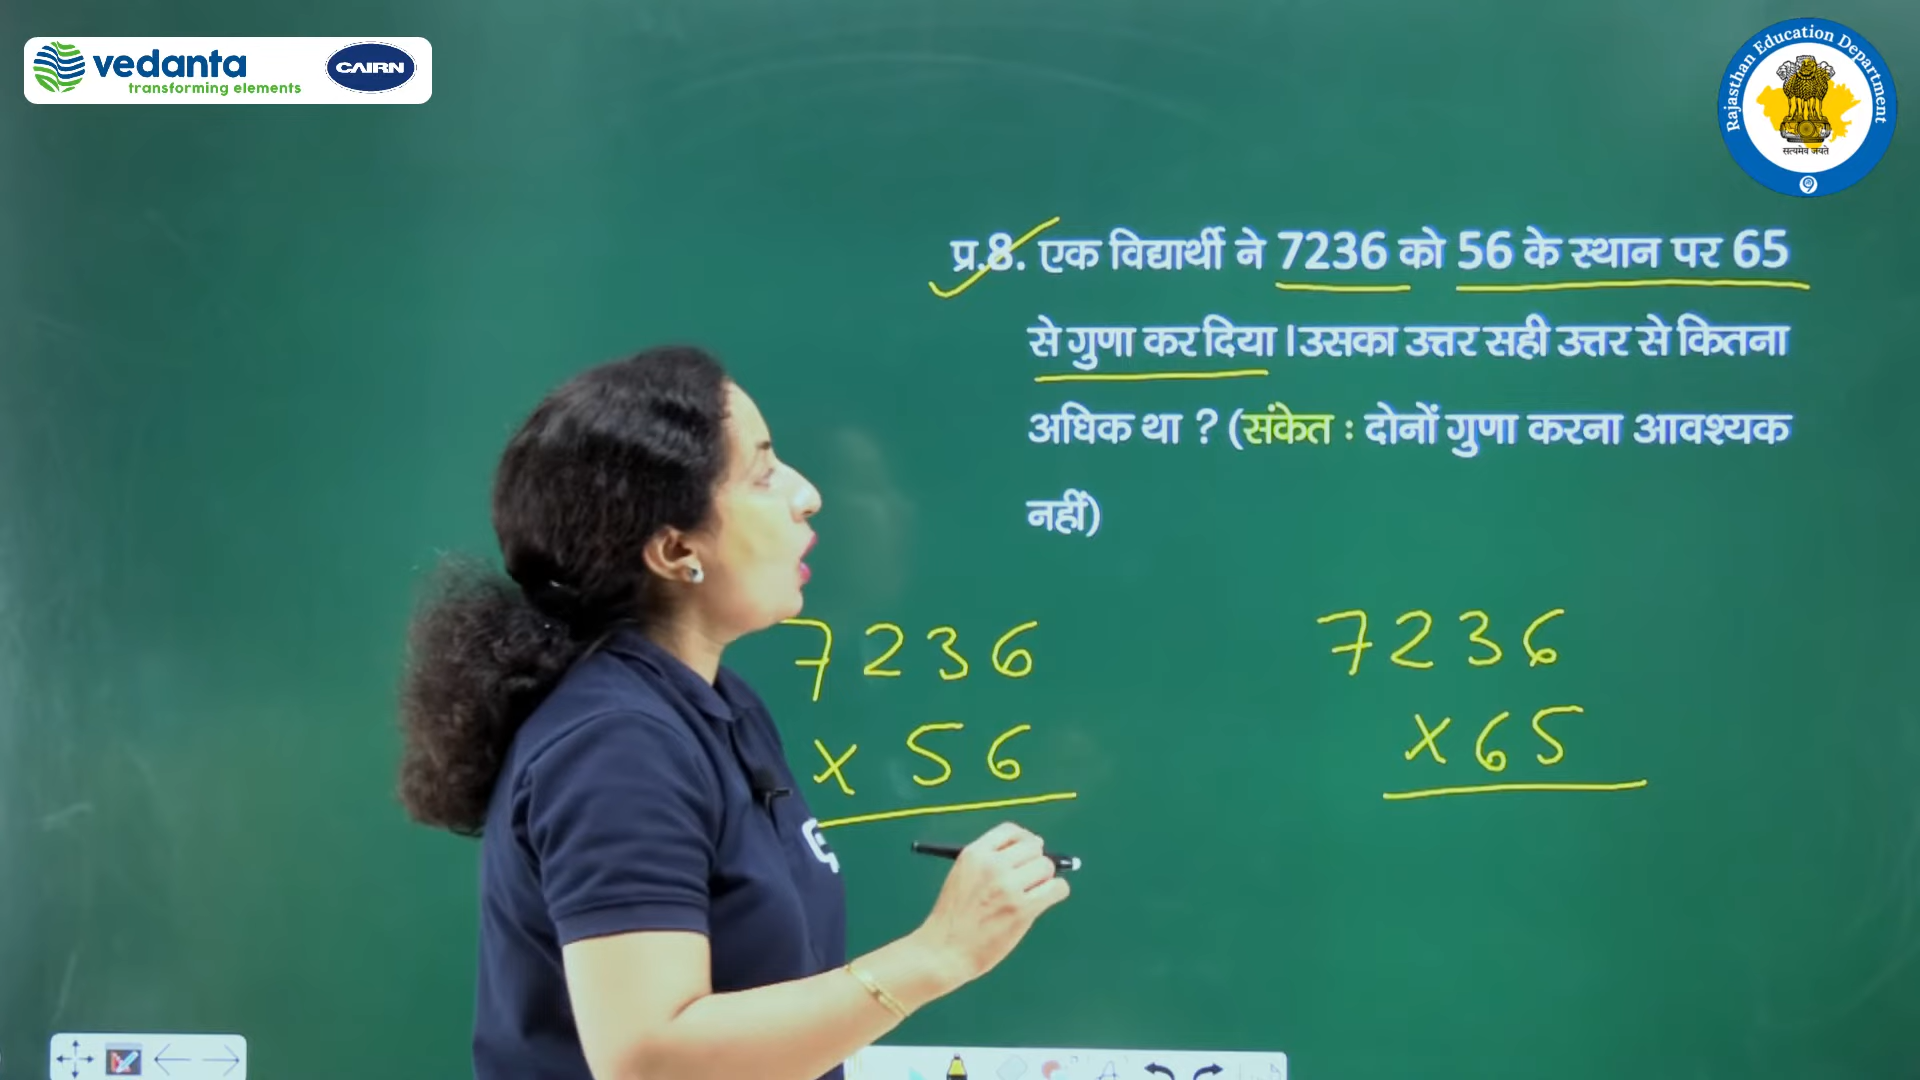 vedanta
transforming elements
CAIRN
Rajasthan Education Department
सत्यमेव जयते
प्र.8. एक विद्यार्थी ने 7236 को 56 के स्थान पर 65
से गुणा कर दिया ।उसका उत्तर सही उत्तर से कितना
अधिक था ? (संकेत : दोनों गुणा करना आवश्यक
नहीं)
7236
x 56
7236
x 65